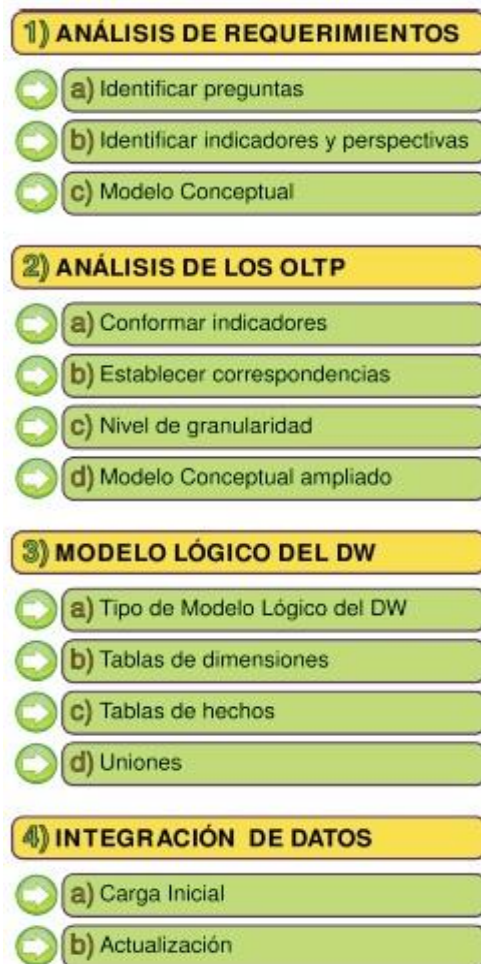 1) ANÁLISIS DE REQUERIMIENTOS
a) Identificar preguntas
b) Identificar indicadores y perspectivas
c) Modelo Conceptual
2) ANÁLISIS DE LOS OLTP
a) Conformar indicadores
b) Establecer correspondencias
c) Nivel de granularidad
d) Modelo Conceptual ampliado
3) MODELO LÓGICO DEL DW
a) Tipo de Modelo Lógico del DW
b) Tablas de dimensiones
c) Tablas de hechos
d) Uniones
4) INTEGRACIÓN DE DATOS
a) Carga Inicial
b) Actualización